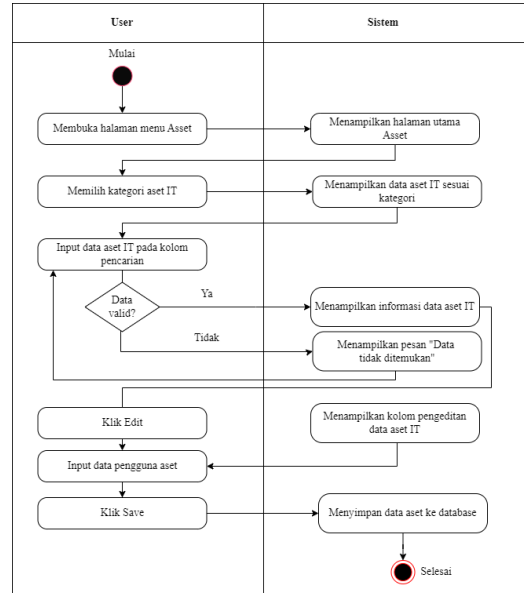 User
Sistem
Mulai
Membuka halaman menu Asset
Menampilkan halaman utama
Asset
Memilih kategori aset IT
Menampilkan data aset IT sesuai
kategori
Input data aset IT pada kolom
pencarian
Data
valid?
Ya
Menampilkan informasi data aset IT
Tidak
Menampilkan pesan "Data
tidak ditemukan"
Klik Edit
Menampilkan kolom pengeditan
data aset IT
Input data pengguna aset
Klik Save
Menyimpan data aset ke database
Selesai